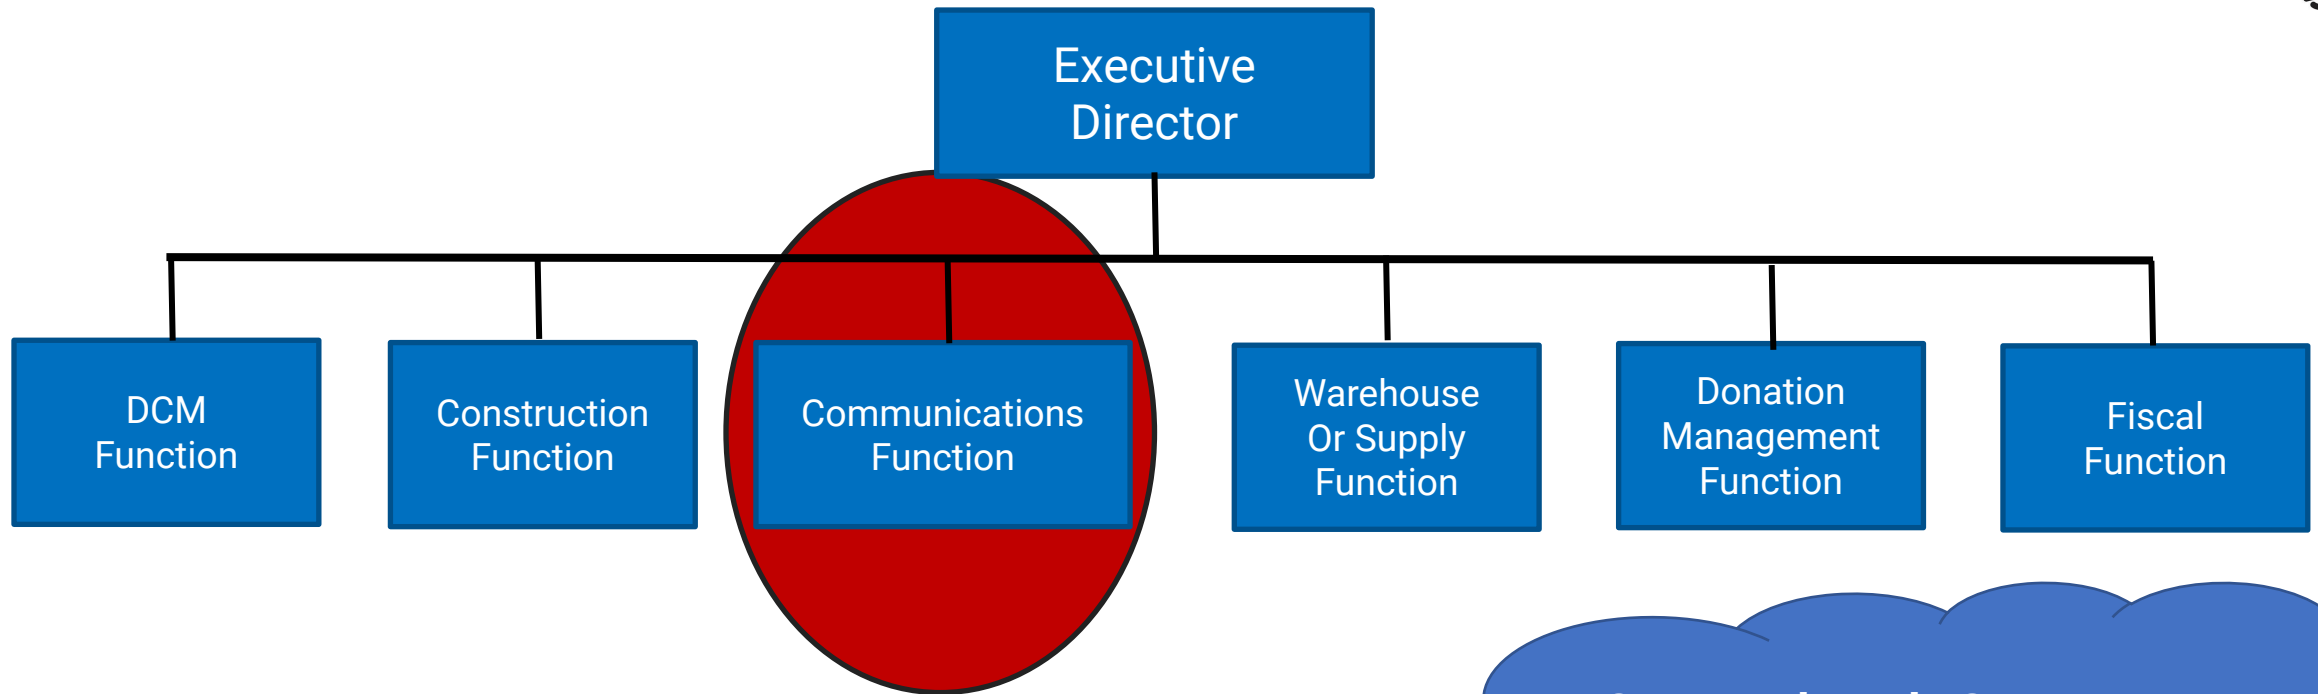 Executive
Director
DCM
Function
Construction
Function
Communications
Function
Warehouse
Or Supply
Function
Donation
Management
Function
Fiscal
Function